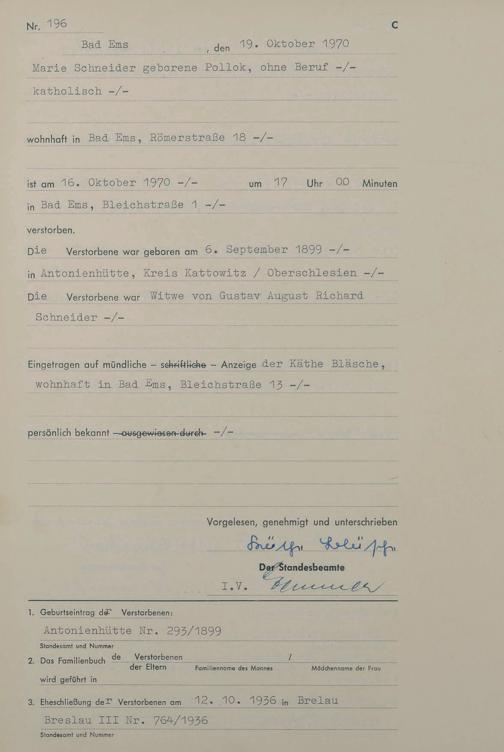 Nr. 196 C
Bad Ems, den 19. Oktober 1970
Marie Schneider geborene Pollok, ohne Beruf -/-
katholisch -/-
wohnhaft in Bad Ems, Römerstraße 18 -/-
ist am 16. Oktober 1970 -/- um 17 Uhr 00 Minuten
in Bad Ems, Bleichstraße 1 -/-
verstorben.
Die Verstorbene war geboren am 6. September 1899 -/-
in Antonienhütte, Kreis Kattowitz / Oberschlesien -/-
Die Verstorbene war Witwe von Gustav August Richard
Schneider -/-
Eingetragen auf mündliche – schriftliche – Anzeige der Käthe Bläsche,
wohnhaft in Bad Ems, Bleichstraße 13 -/-
persönlich bekannt – ausgewiesen durch -/-
Vorgelesen, genehmigt und unterschrieben
Käthe Bläsche
Der Standesbeamte
I.V.
1. Geburtseintrag der Verstorbenen:
Antonienhütte Nr. 293/1899
Standesamt und Nummer
2. Das Familienbuch de Verstorbenen /
der Eltern Familienname des Mannes Mädchenname der Frau
wird geführt in
3. Eheschließung der Verstorbenen am 12. 10. 1936 in Brelau
Breslau III Nr. 764/1936
Standesamt und Nummer